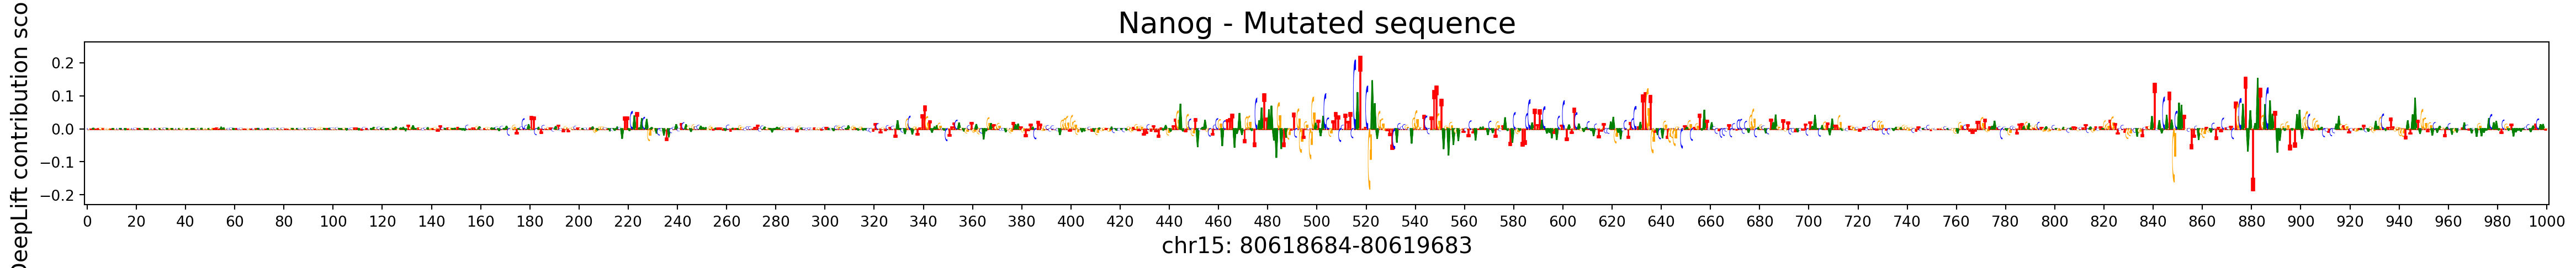 Nanog - Mutated sequence
DeepLift contribution sco
0.2
0.1
0.0
−0.1
−0.2
0 20 40 60 80 100 120 140 160 180 200 220 240 260 280 300 320 340 360 380 400 420 440 460 480 500 520 540 560 580 600 620 640 660 680 700 720 740 760 780 800 820 840 860 880 900 920 940 960 980 1000
chr15: 80618684-80619683